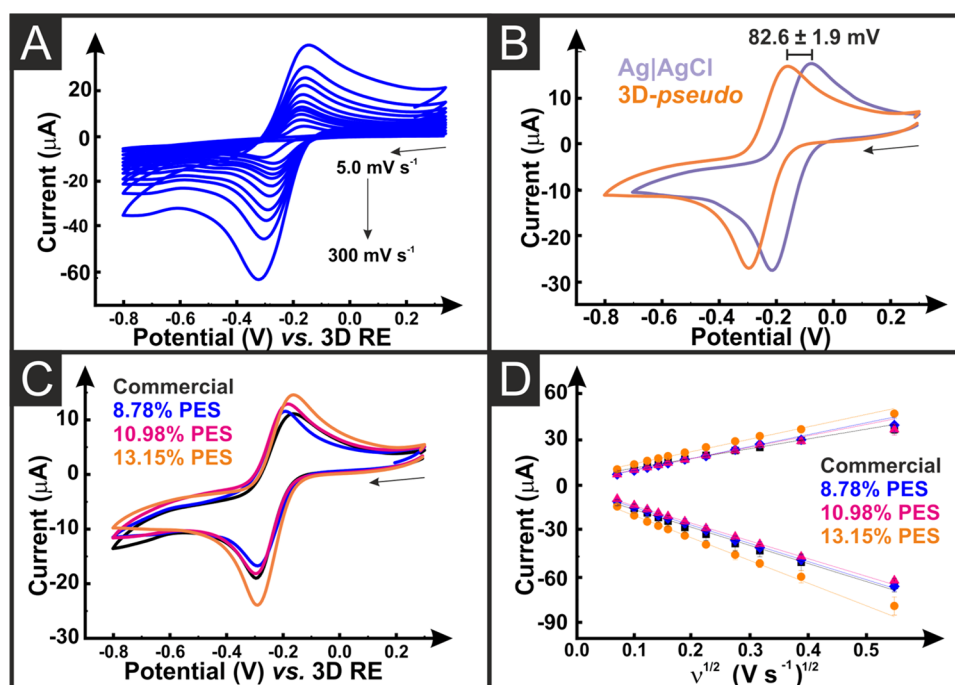 A
Current (µA)
20
10
0
-20
-40
-60
5.0 mV s⁻¹
300 mV s⁻¹
-0.8 -0.6 -0.4 -0.2 0.0 0.2
Potential (V) vs. 3D RE
B
82.6 ± 1.9 mV
Ag|AgCl
3D-pseudo
Current (µA)
10
0
-10
-20
-30
-0.8 -0.6 -0.4 -0.2 0.0 0.2
Potential (V)
C
Commercial
8.78% PES
10.98% PES
13.15% PES
Current (µA)
10
0
-10
-20
-30
-0.8 -0.6 -0.4 -0.2 0.0 0.2
Potential (V) vs. 3D RE
D
Current (µA)
60
30
0
-30
-60
-90
Commercial
8.78% PES
10.98% PES
13.15% PES
0.0 0.1 0.2 0.3 0.4 0.5
ν¹ᐟ² (V s⁻¹)¹ᐟ²